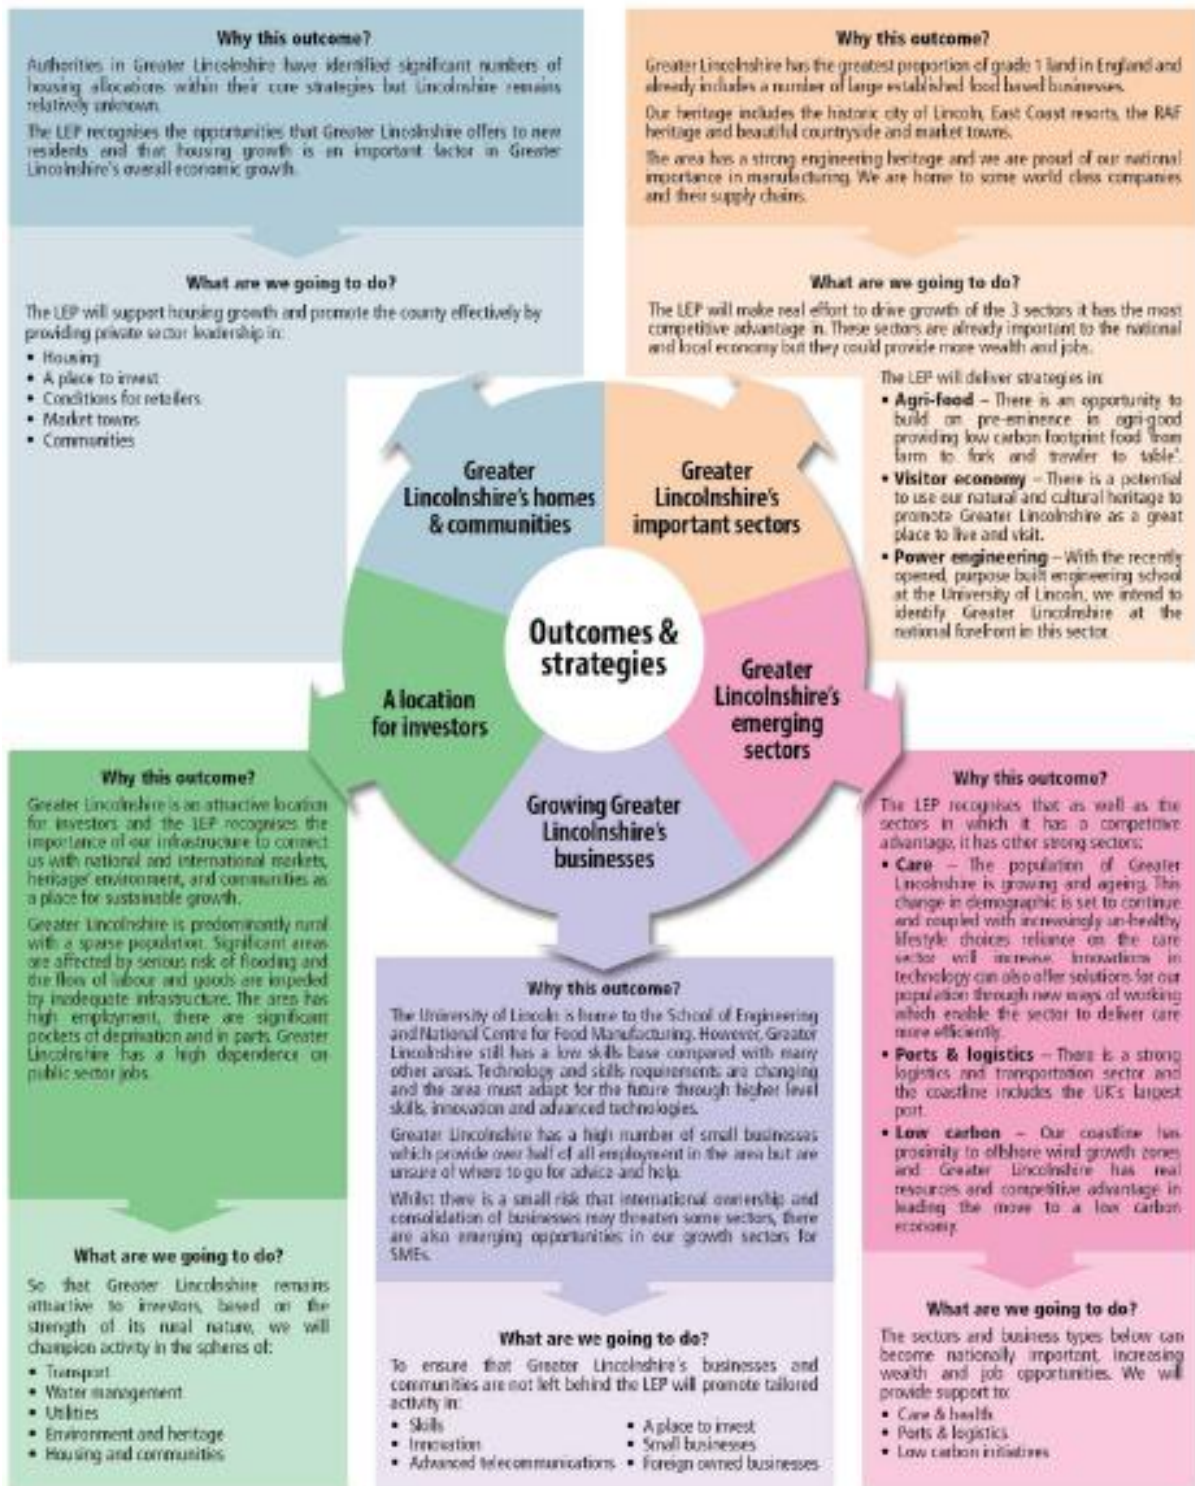 Why this outcome?
Authorities in Greater Lincolnshire have identified significant numbers of
housing allocations within their core strategies but Lincolnshire remains
relatively unknown.
The LEP recognises the opportunities that Greater Lincolnshire offers to new
residents and that housing growth is an important factor in Greater
Lincolnshire's overall economic growth.
What are we going to do?
The LEP will support housing growth and promote the county effectively by
providing private sector leadership in:
• Housing
• A place to invest
• Conditions for retailers
• Market towns
• Communities
Why this outcome?
Greater Lincolnshire has the greatest proportion of grade 1 land in England and
already includes a number of large established food based businesses.
Our heritage includes the historic city of Lincoln, East Coast resorts, the RAF
heritage and beautiful countryside and market towns.
The area has a strong engineering heritage and we are proud of our national
importance in manufacturing. We are home to some world class companies
and their supply chains.
What are we going to do?
The LEP will make real effort to drive growth of the 3 sectors it has the most
competitive advantage in. These sectors are already important to the national
and local economy but they could provide more wealth and jobs.
The LEP will deliver strategies in:
• Agri-food – There is an opportunity to
build on pre-eminence in agri-good
providing low carbon footprint food 'from
farm to fork and trawler to table'.
• Visitor economy – There is a potential
to use our natural and cultural heritage to
promote Greater Lincolnshire as a great
place to live and visit.
• Power engineering – With the recently
opened, purpose built engineering school
at the University of Lincoln, we intend to
identify Greater Lincolnshire at the
national forefront in this sector.
Greater
Lincolnshire's homes
& communities
Greater
Lincolnshire's
important sectors
Outcomes &
strategies
A location
for investors
Greater
Lincolnshire's
emerging
sectors
Growing Greater
Lincolnshire's
businesses
Why this outcome?
Greater Lincolnshire is an attractive location
for investors and the LEP recognises the
importance of our infrastructure to connect
us with national and international markets,
heritage/ environment, and communities as
a place for sustainable growth.
Greater Lincolnshire is predominantly rural
with a sparse population. Significant areas
are affected by serious risk of flooding and
the flow of labour and goods are impeded
by inadequate infrastructure. The area has
high employment, there are significant
pockets of deprivation and in parts, Greater
Lincolnshire has a high dependence on
public sector jobs.
What are we going to do?
So that Greater Lincolnshire remains
attractive to investors, based on the
strength of its rural nature, we will
champion activity in the spheres of:
• Transport
• Water management
• Utilities
• Environment and heritage
• Housing and communities
Why this outcome?
The University of Lincoln is home to the School of Engineering
and National Centre for Food Manufacturing. However, Greater
Lincolnshire still has a low skills base compared with many
other areas. Technology and skills requirements are changing
and the area must adapt for the future through higher level
skills, innovation and advanced technologies.
Greater Lincolnshire has a high number of small businesses
which provide over half of all employment in the area but are
unsure of where to go for advice and help.
Whilst there is a small risk that international ownership and
consolidation of businesses may threaten some sectors, there
are also emerging opportunities in our growth sectors for
SMEs.
What are we going to do?
To ensure that Greater Lincolnshire's businesses and
communities are not left behind the LEP will promote tailored
activity in:
• Skills
• Innovation
• Advanced telecommunications
• A place to invest
• Small businesses
• Foreign owned businesses
Why this outcome?
The LEP recognises that as well as the
sectors in which it has a competitive
advantage, it has other strong sectors:
• Care – The population of Greater
Lincolnshire is growing and ageing. This
change in demographic is set to continue
and coupled with increasingly un-healthy
lifestyle choices reliance on the care
sector will increase. Innovations in
technology can also offer solutions for our
population through new ways of working
which enable the sector to deliver care
more efficiently.
• Ports & logistics – There is a strong
logistics and transportation sector and
the coastline includes the UK's largest
port.
• Low carbon – Our coastline has
proximity to offshore wind growth zones
and Greater Lincolnshire has real
resources and competitive advantage in
leading the move to a low carbon
economy.
What are we going to do?
The sectors and business types below can
become nationally important, increasing
wealth and job opportunities. We will
provide support to:
• Care & health
• Ports & logistics
• Low carbon initiatives